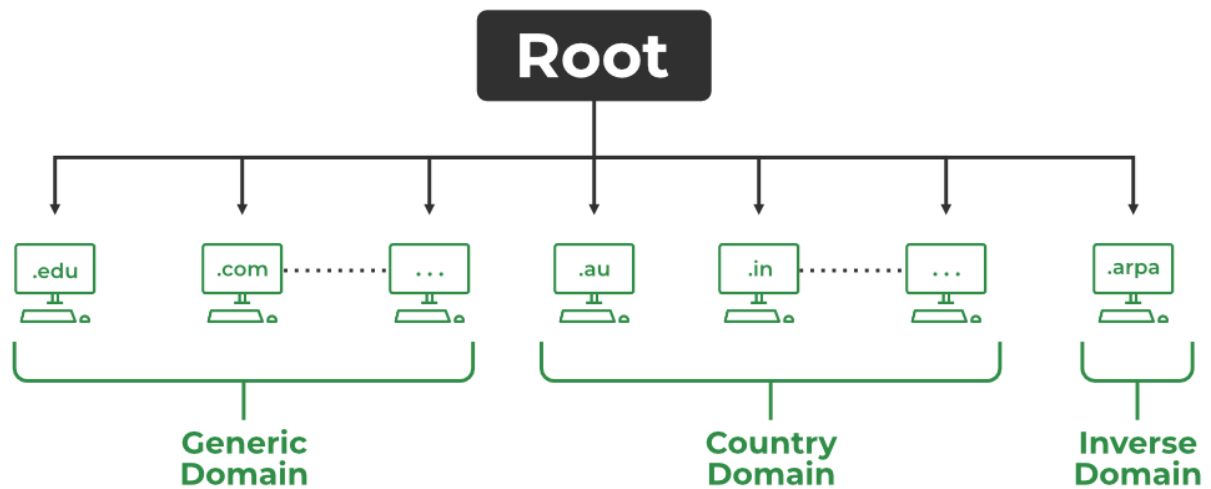 Root
.edu
.com
...
.au
.in
...
.arpa
Generic
Domain
Country
Domain
Inverse
Domain